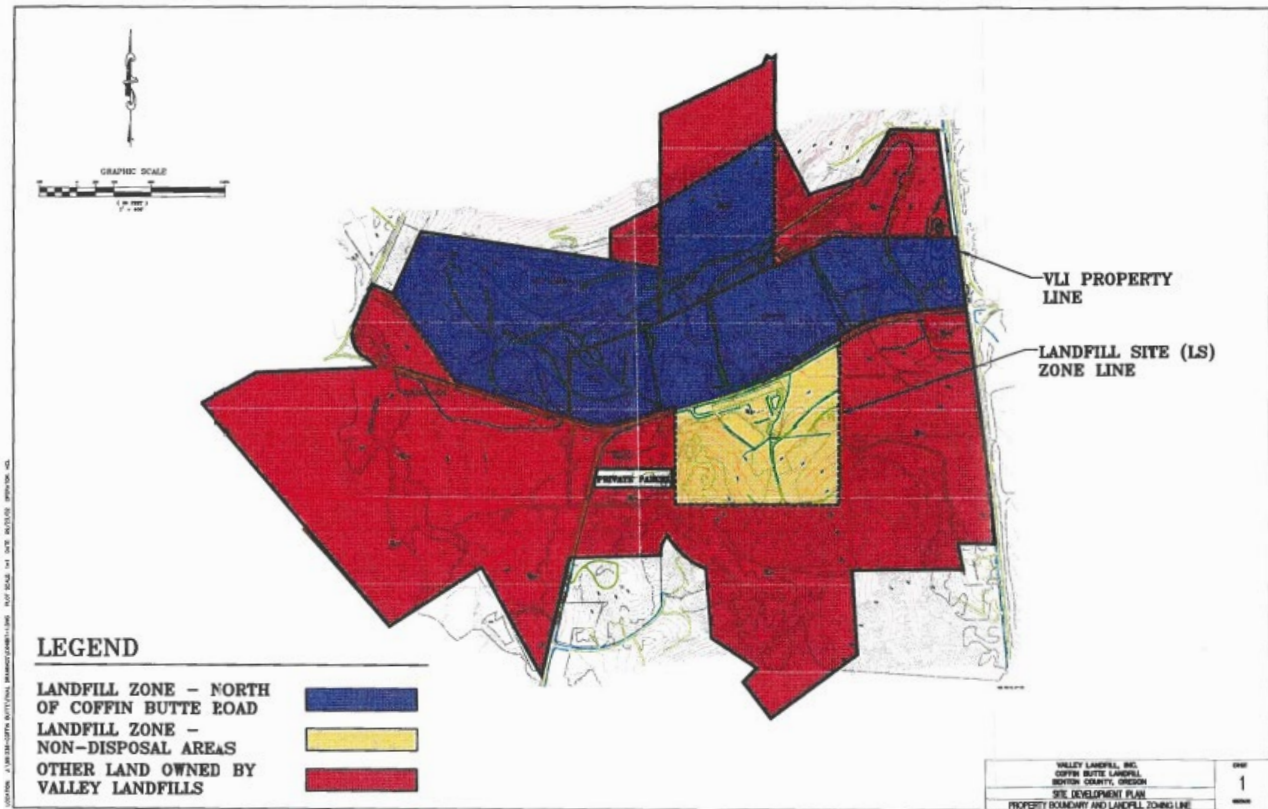 GRAPHIC SCALE
( IN FEET )
VLI PROPERTY
LINE
LANDFILL SITE (LS)
ZONE LINE
PRIVATE PARCEL
LEGEND
LANDFILL ZONE - NORTH
OF COFFIN BUTTE ROAD
LANDFILL ZONE -
NON-DISPOSAL AREAS
OTHER LAND OWNED BY
VALLEY LANDFILLS
VALLEY LANDFILL, INC.
COFFIN BUTTE LANDFILL
BENTON COUNTY, OREGON
SITE DEVELOPMENT PLAN
PROPERTY BOUNDARY AND LANDFILL ZONING LINE
1